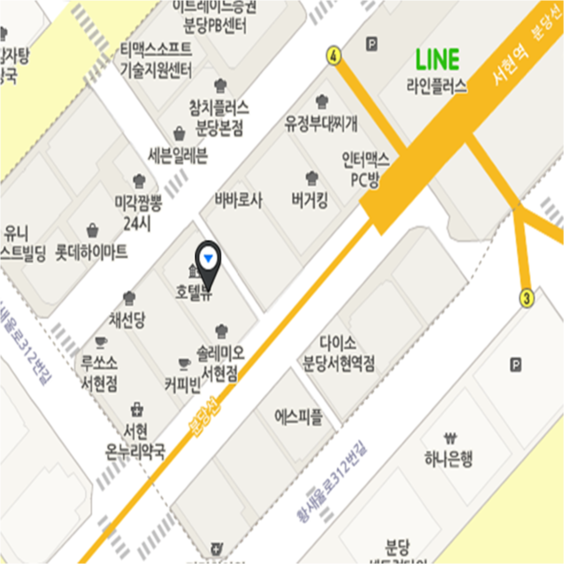 이트레이드증권
분당PB센터
티맥스소프트
기술지원센터
참치플러스
분당본점
세븐일레븐
4
P
LINE
라인플러스
서현역
분당선
유정부대찌개
인터맥스
PC방
버거킹
바바로사
미각짬뽕
24시
유니
스트빌딩
롯데하이마트
호텔뷰
채선당
루쏘소
서현점
솔레미오
서현점
커피빈
서현
온누리약국
분당선
다이소
분당서현역점
에스피플
3
P
하나은행
황새울로312번길
새울로312번길
분당